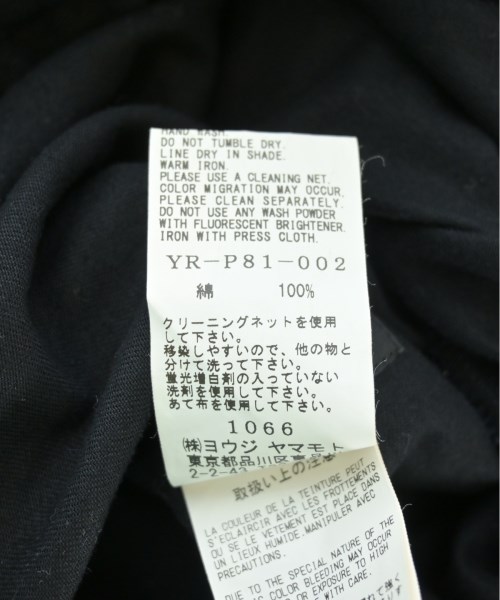 HAND WASH.
DO NOT TUMBLE DRY.
LINE DRY IN SHADE.
WARM IRON.
PLEASE USE A CLEANING NET.
COLOR MIGRATION MAY OCCUR.
PLEASE CLEAN SEPARATELY.
DO NOT USE ANY WASH POWDER
WITH FLUORESCENT BRIGHTENER.
IRON WITH PRESS CLOTH.
YR-P81-002
綿 100%
クリーニングネットを使用
して下さい。
移染しやすいので、他の物と
分けて洗って下さい。
蛍光増白剤の入っていない
洗剤を使用して下さい。
あて布を使用して下さい。
1066
㈱ヨウジ ヤマモト
東京都品川区
2-2-43
取扱い上の注意
LA COULEUR DE LA TEINTURE PEUT
S'ECLAIRCIR AVEC LES FROTTEMENTS
OU SE LE VETEMENT EST PLACE DANS
UN LIEUX HUMIDE. MANIPULER AVEC
PRECAUTIONS.
DUE TO THE SPECIAL NATURE OF THE
COLOR BLEEDING MAY OCCUR
OR EXPOSURE TO HIGH
WITH CARE.